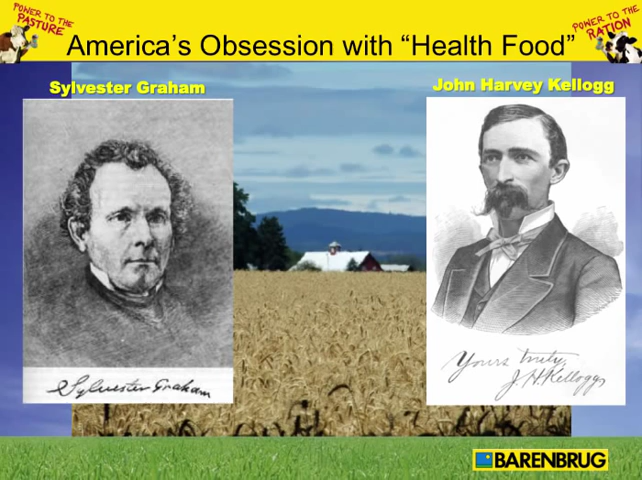 POWER TO THE
PASTURE
America's Obsession with “Health Food”
POWER TO THE
RATION
Sylvester Graham
John Harvey Kellogg
Sylvester Graham
Yours truly,
J.H.Kellogg
BARENBRUG